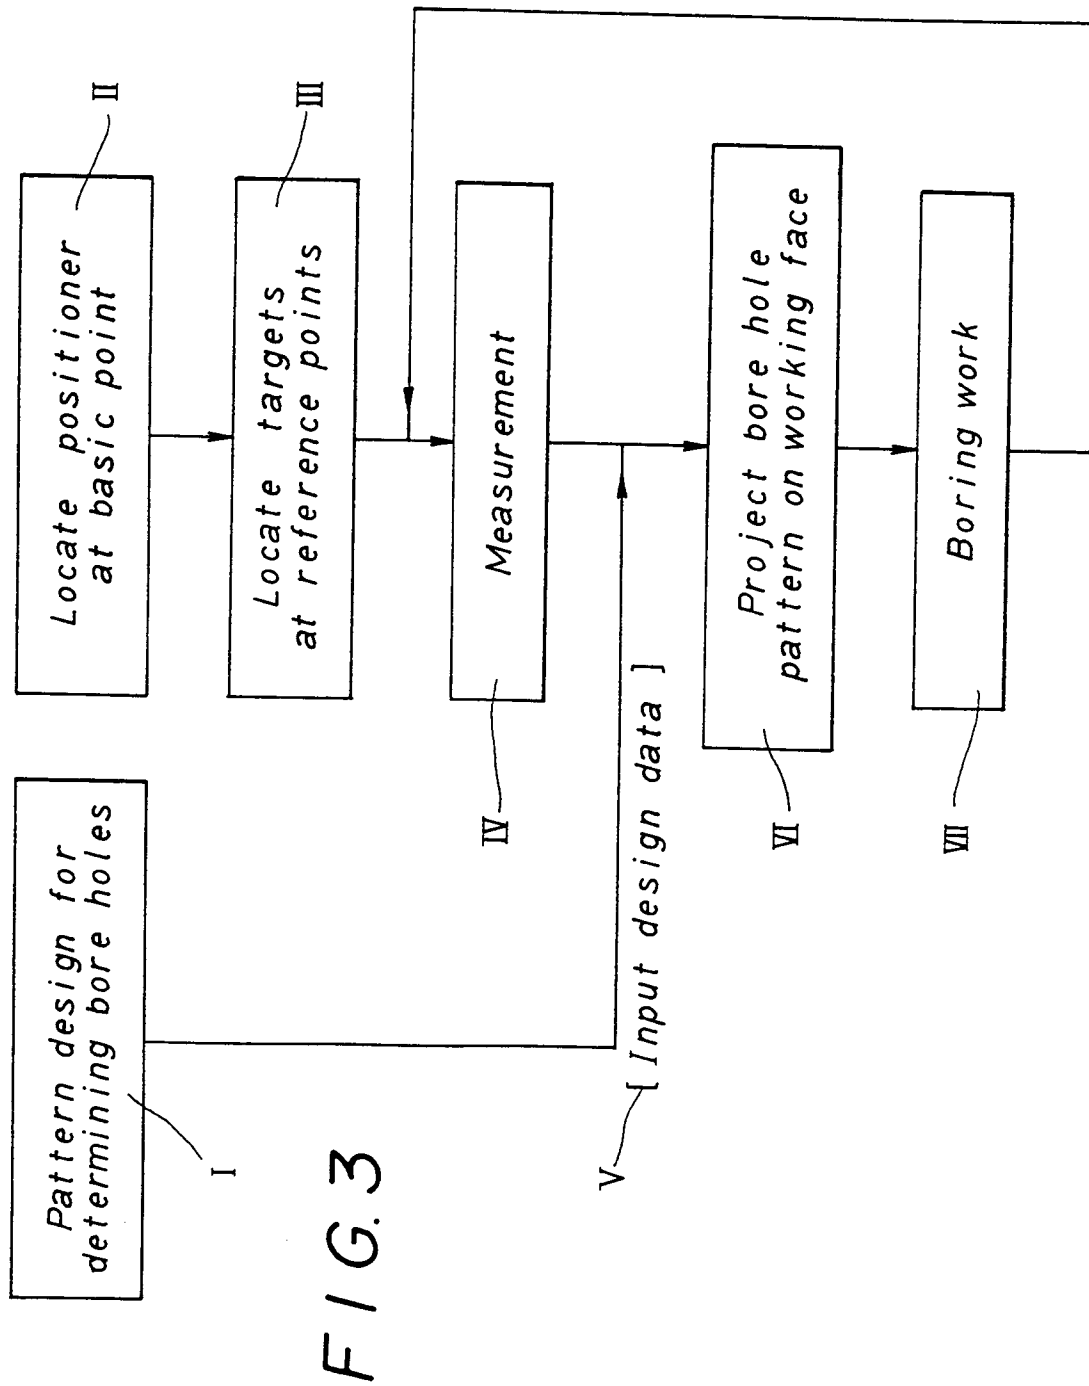 Pattern design for
determining bore holes
I
Locate positioner
at basic point
II
Locate targets
at reference points
III
Measurement
IV
V
[ Input design data ]
Project bore hole
pattern on working face
VI
Boring work
VII
FIG. 3